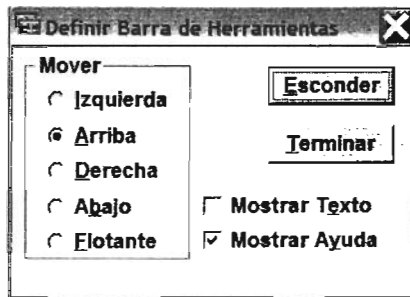 Definir Barra de Herramientas
Mover
Izquierda
Arriba
Derecha
Abajo
Flotante
Esconder
Terminar
Mostrar Texto
Mostrar Ayuda